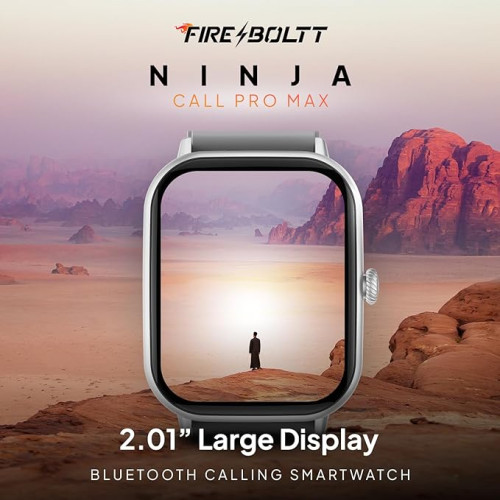 FIRE BOLTT
NINJA
CALL PRO MAX
2.01” Large Display
BLUETOOTH CALLING SMARTWATCH